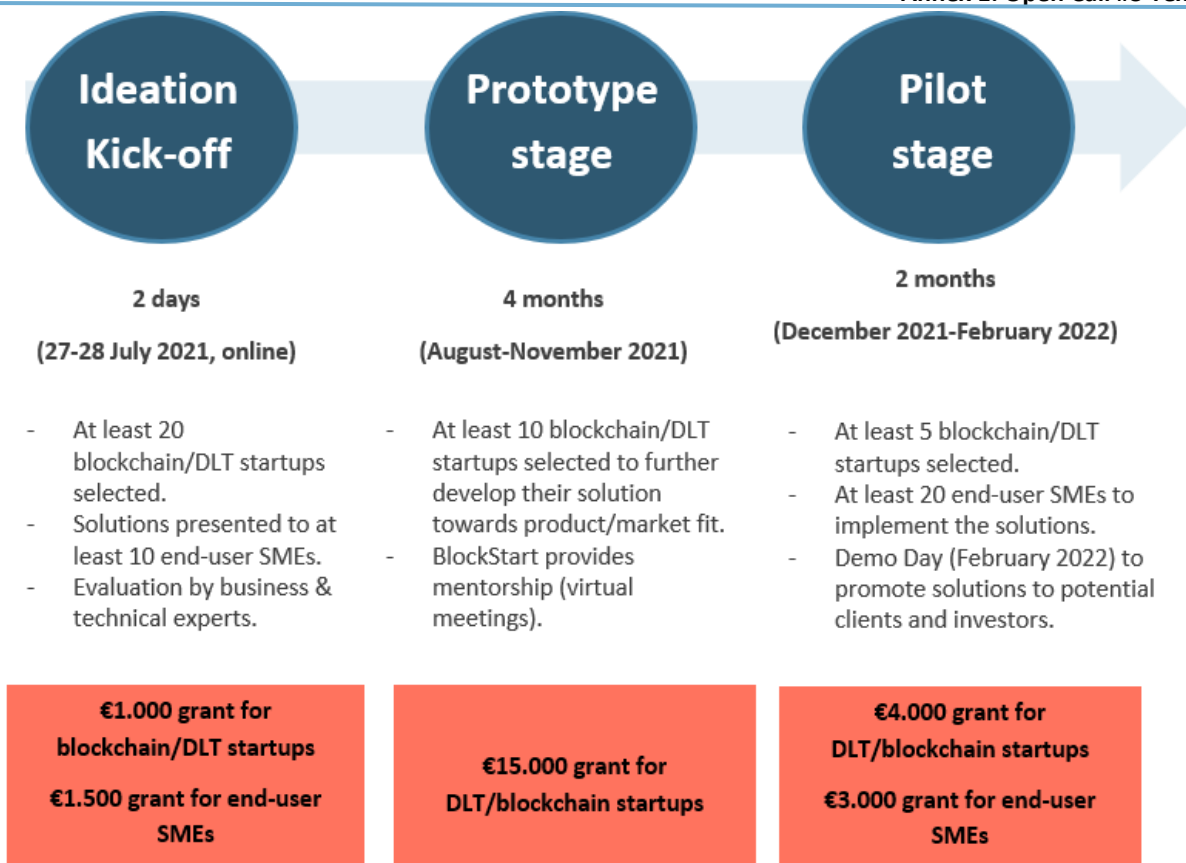 Ideation
Kick-off
Prototype
stage
Pilot
stage
2 days
(27-28 July 2021, online)
4 months
(August-November 2021)
2 months
(December 2021-February 2022)
- At least 20
blockchain/DLT startups
selected.
- Solutions presented to at
least 10 end-user SMEs.
- Evaluation by business &
technical experts.
- At least 10 blockchain/DLT
startups selected to further
develop their solution
towards product/market fit.
- BlockStart provides
mentorship (virtual
meetings).
- At least 5 blockchain/DLT
startups selected.
- At least 20 end-user SMEs to
implement the solutions.
- Demo Day (February 2022) to
promote solutions to potential
clients and investors.
€1.000 grant for
blockchain/DLT startups
€1.500 grant for end-user
SMEs
€15.000 grant for
DLT/blockchain startups
€4.000 grant for
DLT/blockchain startups
€3.000 grant for end-user
SMEs